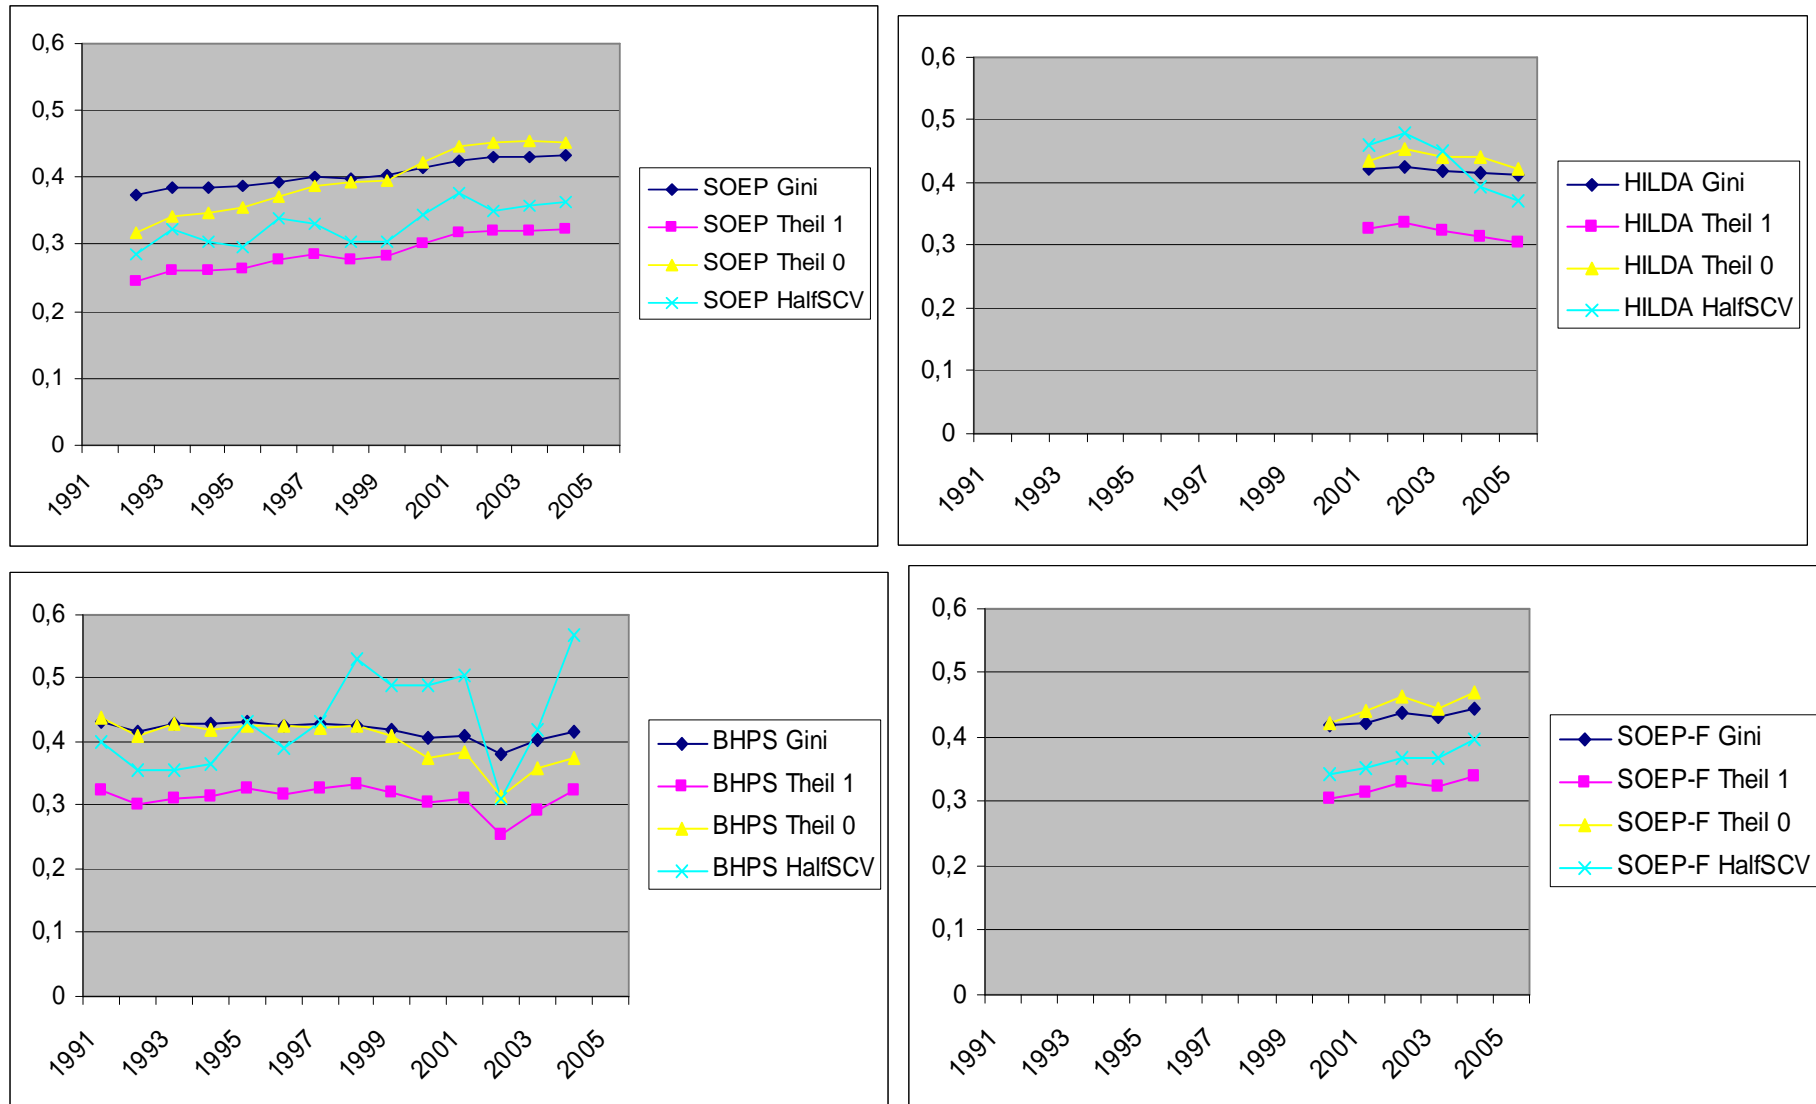 0,6
0,5
0,4
0,3
0,2
0,1
0
1991 1993 1995 1997 1999 2001 2003 2005
SOEP Gini
SOEP Theil 1
SOEP Theil 0
SOEP HalfSCV
0,6
0,5
0,4
0,3
0,2
0,1
0
1991 1993 1995 1997 1999 2001 2003 2005
HILDA Gini
HILDA Theil 1
HILDA Theil 0
HILDA HalfSCV
0,6
0,5
0,4
0,3
0,2
0,1
0
1991 1993 1995 1997 1999 2001 2003 2005
BHPS Gini
BHPS Theil 1
BHPS Theil 0
BHPS HalfSCV
0,6
0,5
0,4
0,3
0,2
0,1
0
1991 1993 1995 1997 1999 2001 2003 2005
SOEP-F Gini
SOEP-F Theil 1
SOEP-F Theil 0
SOEP-F HalfSCV